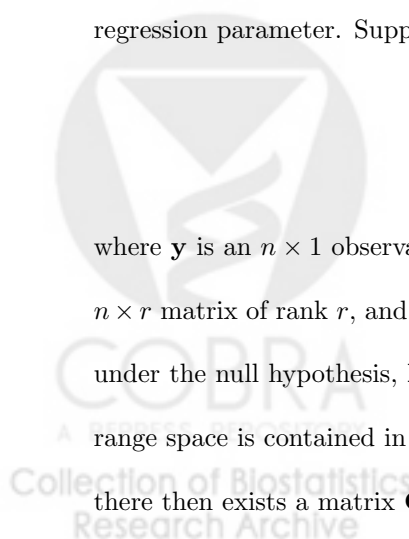 regression parameter. Supp
where y is an n × 1 observa
n × r matrix of rank r, and
under the null hypothesis,
COBRA
A BEPRESS REPOSITORY
range space is contained in
Collection of Biostatistics
there then exists a matrix
Research Archive